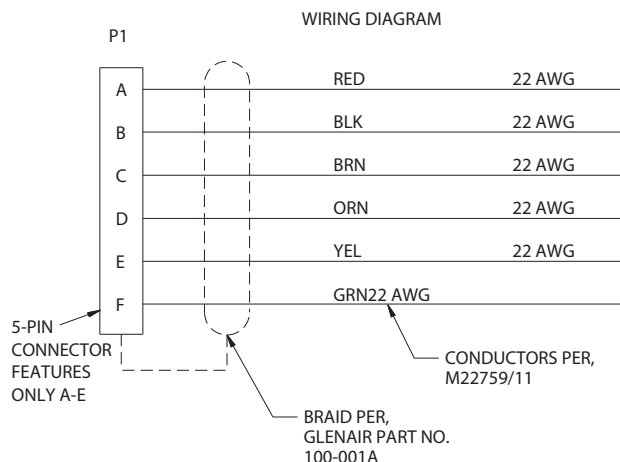 WIRING DIAGRAM
P1
A RED 22 AWG
B BLK 22 AWG
C BRN 22 AWG
D ORN 22 AWG
E YEL 22 AWG
F GRN22 AWG
5-PIN
CONNECTOR
FEATURES
ONLY A-E
CONDUCTORS PER,
M22759/11
BRAID PER,
GLENAIR PART NO.
100-001A